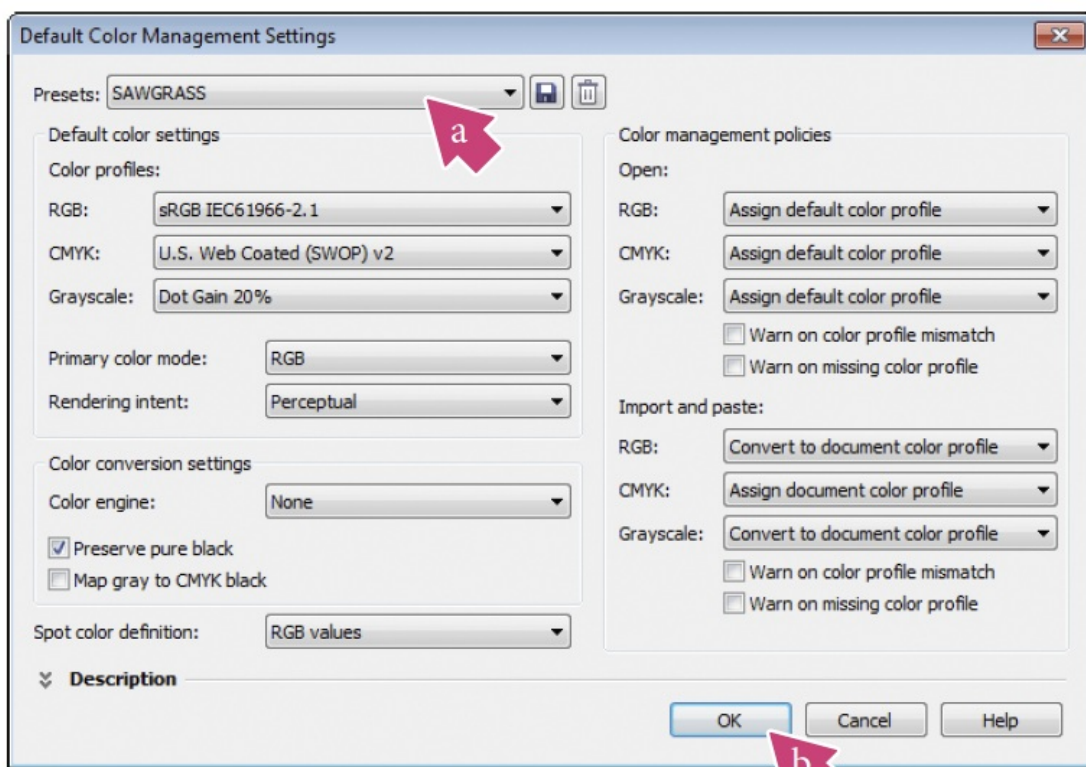 Default Color Management Settings
Presets: SAWGRASS
a
Default color settings
Color profiles:
RGB: sRGB IEC61966-2.1
CMYK: U.S. Web Coated (SWOP) v2
Grayscale: Dot Gain 20%
Primary color mode: RGB
Rendering intent: Perceptual
Color conversion settings
Color engine: None
Preserve pure black
Map gray to CMYK black
Spot color definition: RGB values
Color management policies
Open:
RGB: Assign default color profile
CMYK: Assign default color profile
Grayscale: Assign default color profile
Warn on color profile mismatch
Warn on missing color profile
Import and paste:
RGB: Convert to document color profile
CMYK: Assign document color profile
Grayscale: Convert to document color profile
Warn on color profile mismatch
Warn on missing color profile
Description
OK Cancel Help
b